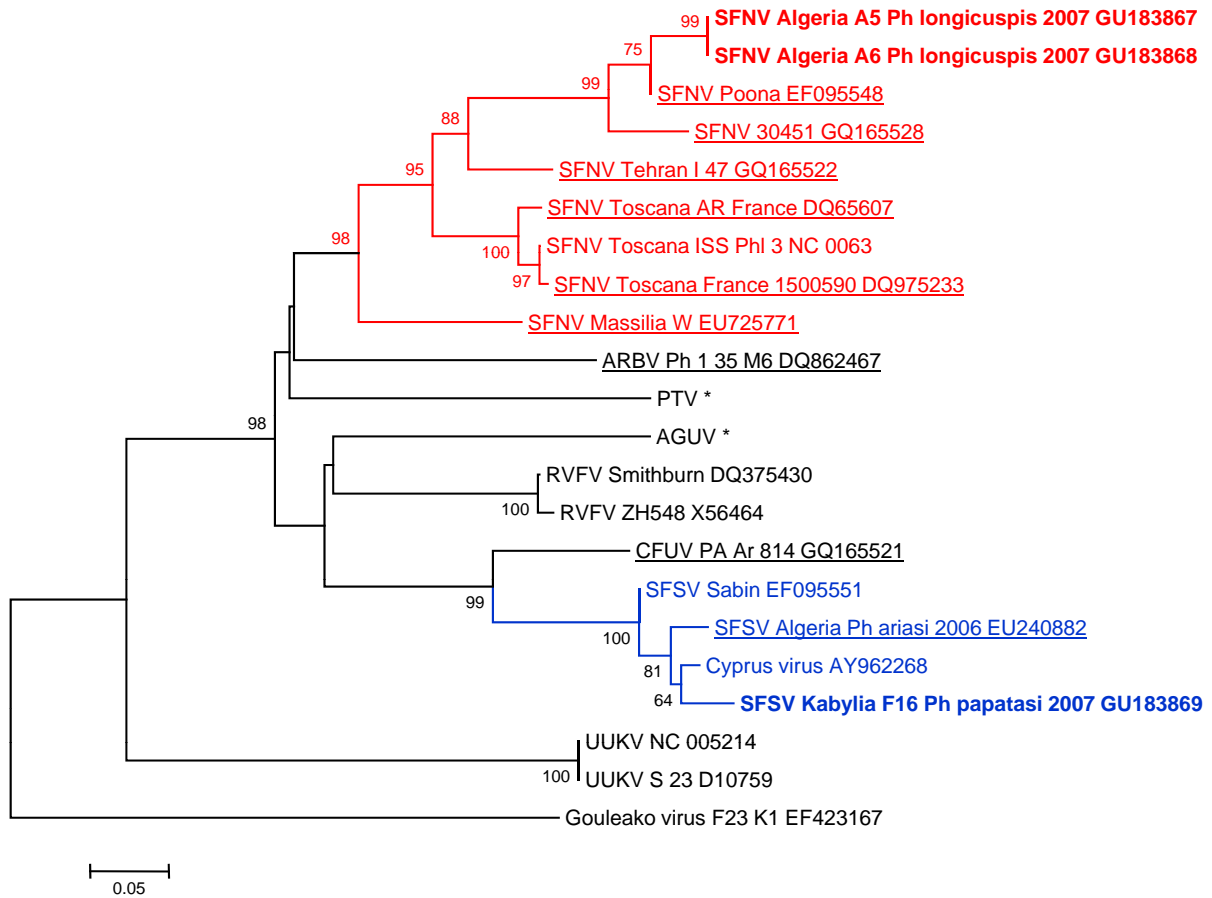 99
SFNV Algeria A5 Ph longicuspis 2007 GU183867
SFNV Algeria A6 Ph longicuspis 2007 GU183868
75
SFNV Poona EF095548
99
SFNV 30451 GQ165528
88
SFNV Tehran I 47 GQ165522
95
SFNV Toscana AR France DQ65607
100
SFNV Toscana ISS Phl 3 NC 0063
97
SFNV Toscana France 1500590 DQ975233
98
SFNV Massilia W EU725771
ARBV Ph 1 35 M6 DQ862467
PTV *
98
AGUV *
RVFV Smithburn DQ375430
100
RVFV ZH548 X56464
CFUV PA Ar 814 GQ165521
99
SFSV Sabin EF095551
100
SFSV Algeria Ph ariasi 2006 EU240882
81
Cyprus virus AY962268
64
SFSV Kabylia F16 Ph papatasi 2007 GU183869
UUKV NC 005214
100
UUKV S 23 D10759
Gouleako virus F23 K1 EF423167
0.05